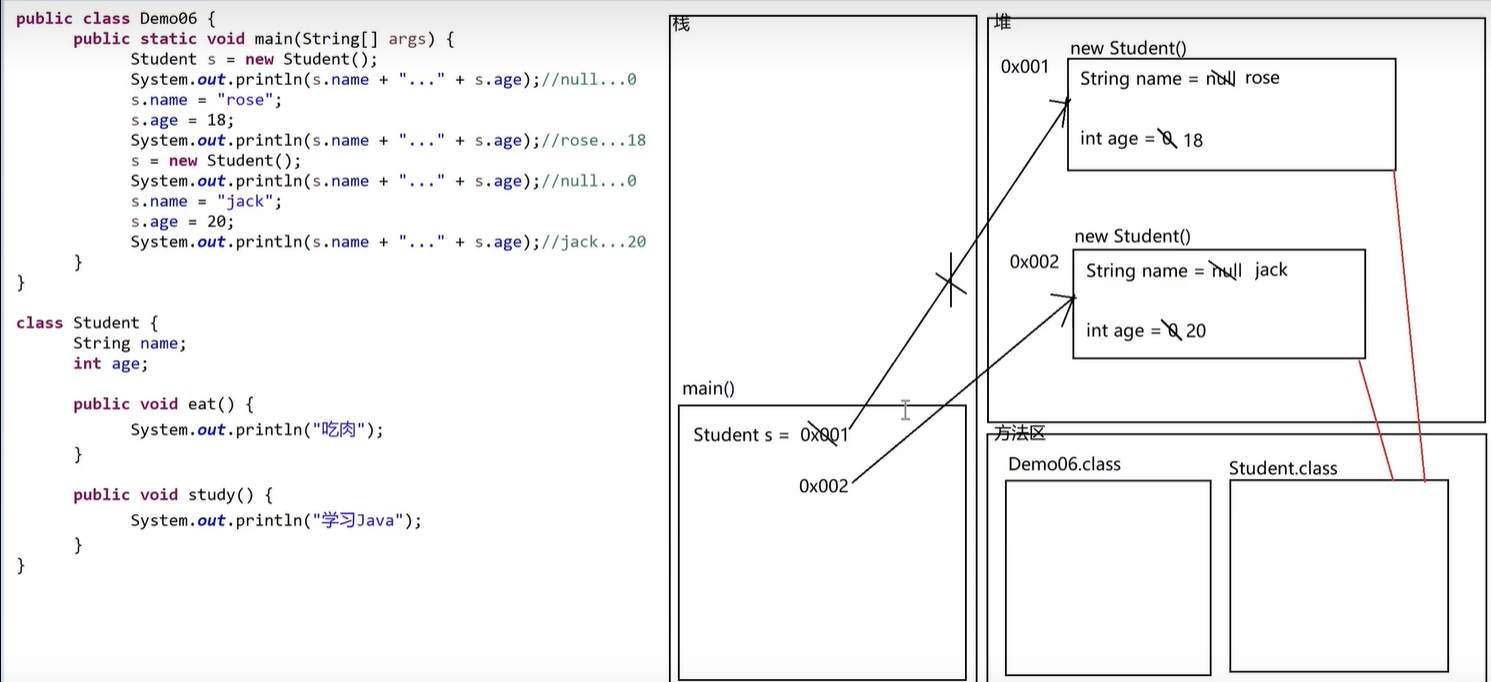 public class Demo06 {
public static void main(String[] args) {
Student s = new Student();
System.out.println(s.name + "..." + s.age);//null...0
s.name = "rose";
s.age = 18;
System.out.println(s.name + "..." + s.age);//rose...18
s = new Student();
System.out.println(s.name + "..." + s.age);//null...0
s.name = "jack";
s.age = 20;
System.out.println(s.name + "..." + s.age);//jack...20
}
}
class Student {
String name;
int age;
public void eat() {
System.out.println("吃肉");
}
public void study() {
System.out.println("学习Java");
}
}
栈
main()
Student s = 0x001
0x002
堆
new Student()
0x001
String name = null rose
int age = 0 18
new Student()
0x002
String name = null jack
int age = 0 20
方法区
Demo06.class
Student.class